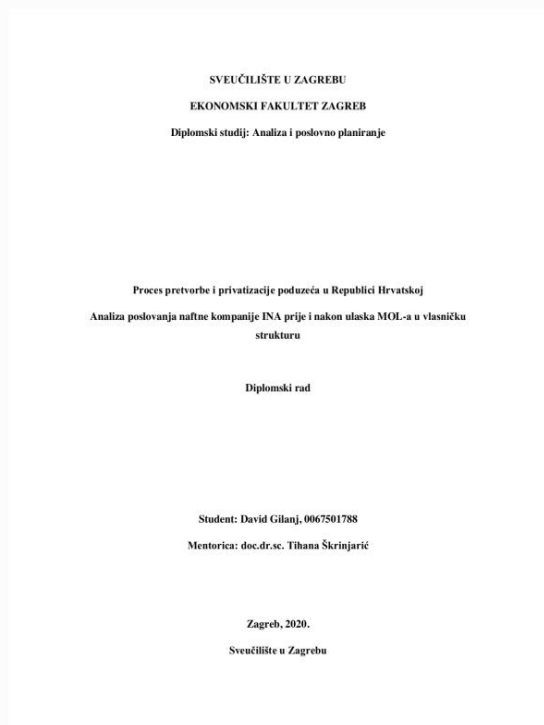 SVEUČILIŠTE U ZAGREBU
EKONOMSKI FAKULTET ZAGREB
Diplomski studij: Analiza i poslovno planiranje
Proces pretvorbe i privatizacije poduzeća u Republici Hrvatskoj
Analiza poslovanja naftne kompanije INA prije i nakon ulaska MOL-a u vlasničku
strukturu
Diplomski rad
Student: David Gilanj, 0067501788
Mentorica: doc.dr.sc. Tihana Škrinjarić
Zagreb, 2020.
Sveučilište u Zagrebu